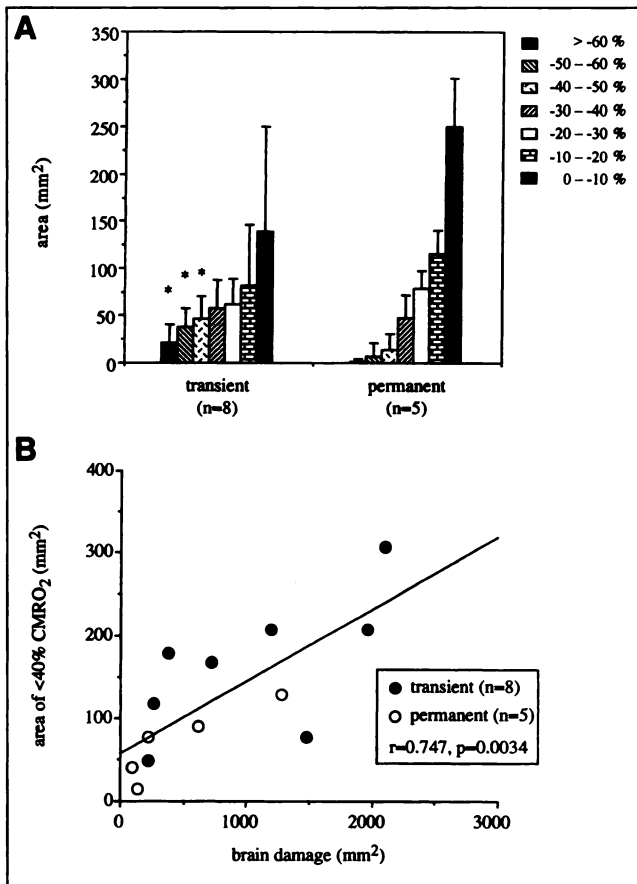 A
350
300
250
200
150
100
50
0
area (mm²)
* * *
transient
(n=8)
permanent
(n=5)
> -60 %
-50 – -60 %
-40 – -50 %
-30 – -40 %
-20 – -30 %
-10 – -20 %
0 – -10 %
B
400
300
200
100
0
area of <40% CMRO₂ (mm²)
transient (n=8)
permanent (n=5)
r=0.747, p=0.0034
0 1000 2000 3000
brain damage (mm²)